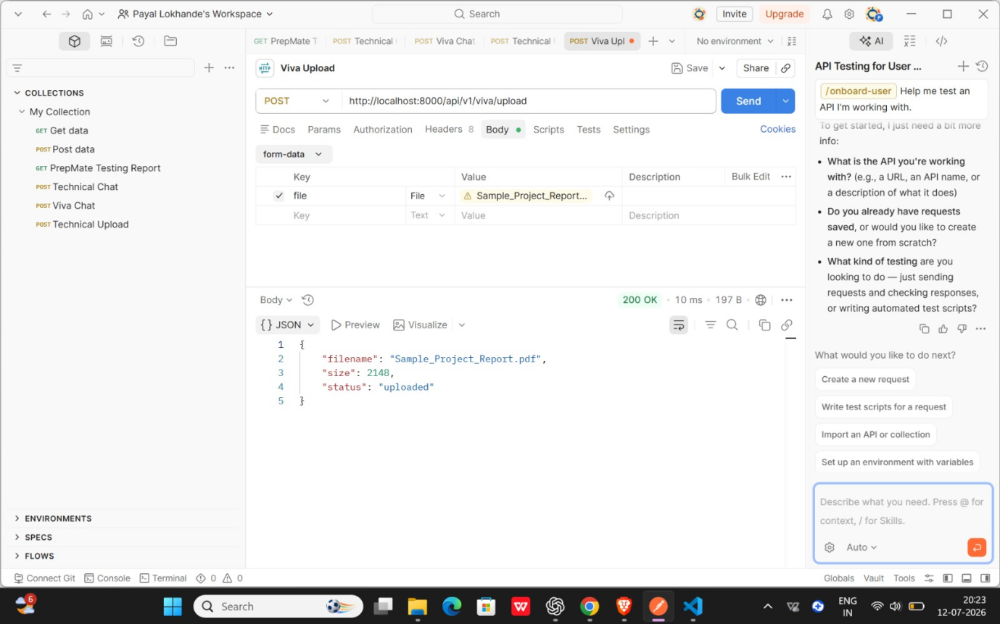 Payal Lokhande's Workspace
Search
Invite
Upgrade
GET PrepMate T
POST Technical
POST Viva Chat
POST Technical
POST Viva Upl
No environment
AI
COLLECTIONS
My Collection
GET Get data
POST Post data
GET PrepMate Testing Report
POST Technical Chat
POST Viva Chat
POST Technical Upload
ENVIRONMENTS
SPECS
FLOWS
HTTP Viva Upload
Save
Share
POST http://localhost:8000/api/v1/viva/upload
Send
Docs Params Authorization Headers 8 Body Scripts Tests Settings Cookies
form-data
Key Value Description Bulk Edit
file File Sample_Project_Report...
Key Text Value Description
Body 200 OK 10 ms 197 B
{} JSON Preview Visualize
1 {
2 "filename": "Sample_Project_Report.pdf",
3 "size": 2148,
4 "status": "uploaded"
5 }
API Testing for User ...
/onboard-user Help me test an
API I'm working with.
To get started, I just need a bit more
info:
• What is the API you're working
with? (e.g., a URL, an API name, or
a description of what it does)
• Do you already have requests
saved, or would you like to create
a new one from scratch?
• What kind of testing are you
looking to do — just sending
requests and checking responses,
or writing automated test scripts?
What would you like to do next?
Create a new request
Write test scripts for a request
Import an API or collection
Set up an environment with variables
Describe what you need. Press @ for
context, / for Skills.
Auto
Connect Git Console Terminal 0 0
Globals Vault Tools
6
Search
ENG
IN
20:23
12-07-2026